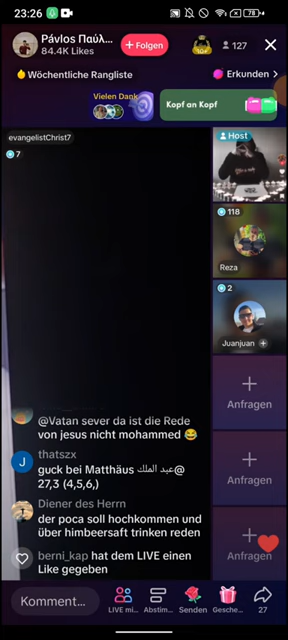 23:26
78
Pávlos Παύλ...
84.4K Likes
+ Folgen
127
Wöchentliche Rangliste
Erkunden >
Vielen Dank
Kopf an Kopf
evangelistChrist7
7
Host
118
Reza
2
Juanjuan
Anfragen
Anfragen
Anfragen
@Vatan sever da ist die Rede
von jesus nicht mohammed 😂
J
thatszx
guck bei Matthäus عبد الملك@
27,3 (4,5,6,)
Diener des Herrn
der poca soll hochkommen und
über himbeersaft trinken reden
berni_kap hat dem LIVE einen
Like gegeben
Komment...
LIVE mi...
Abstim...
Senden
Gesche...
27